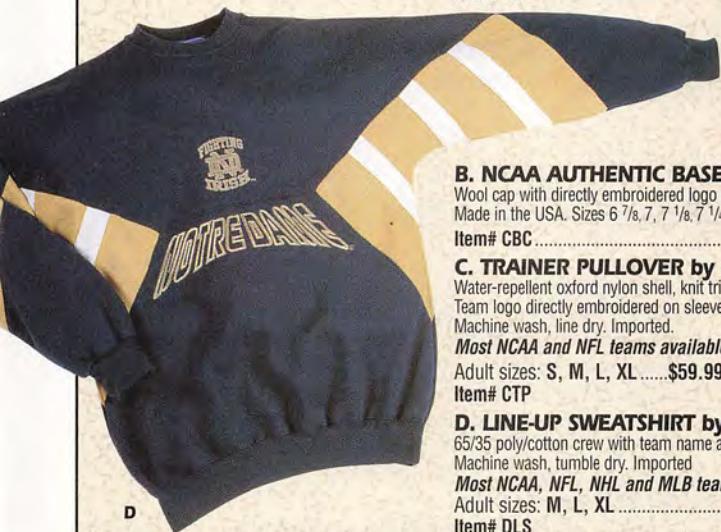 FIGHTING
ND
IRISH
NOTRE DAME
D
B. NCAA AUTHENTIC BASE
Wool cap with directly embroidered logo
Made in the USA. Sizes 6 7/8, 7, 7 1/8, 7 1/4
Item# CBC
C. TRAINER PULLOVER by
Water-repellent oxford nylon shell, knit tri
Team logo directly embroidered on sleeve
Machine wash, line dry. Imported.
Most NCAA and NFL teams available
Adult sizes: S, M, L, XL ......$59.99
Item# CTP
D. LINE-UP SWEATSHIRT by
65/35 poly/cotton crew with team name a
Machine wash, tumble dry. Imported
Most NCAA, NFL, NHL and MLB tea
Adult sizes: M, L, XL
Item# DLS